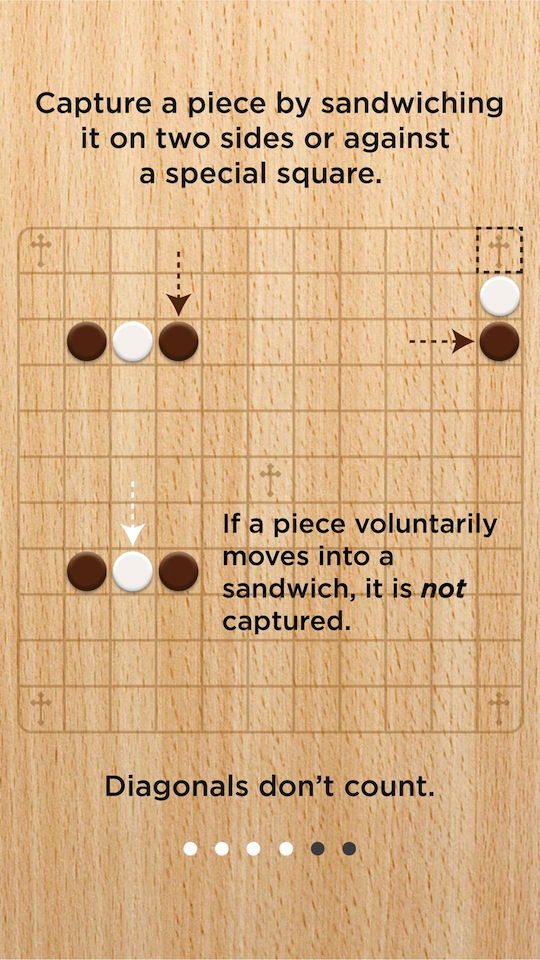 Capture a piece by sandwiching
it on two sides or against
a special square.
If a piece voluntarily
moves into a
sandwich, it is not
captured.
Diagonals don’t count.